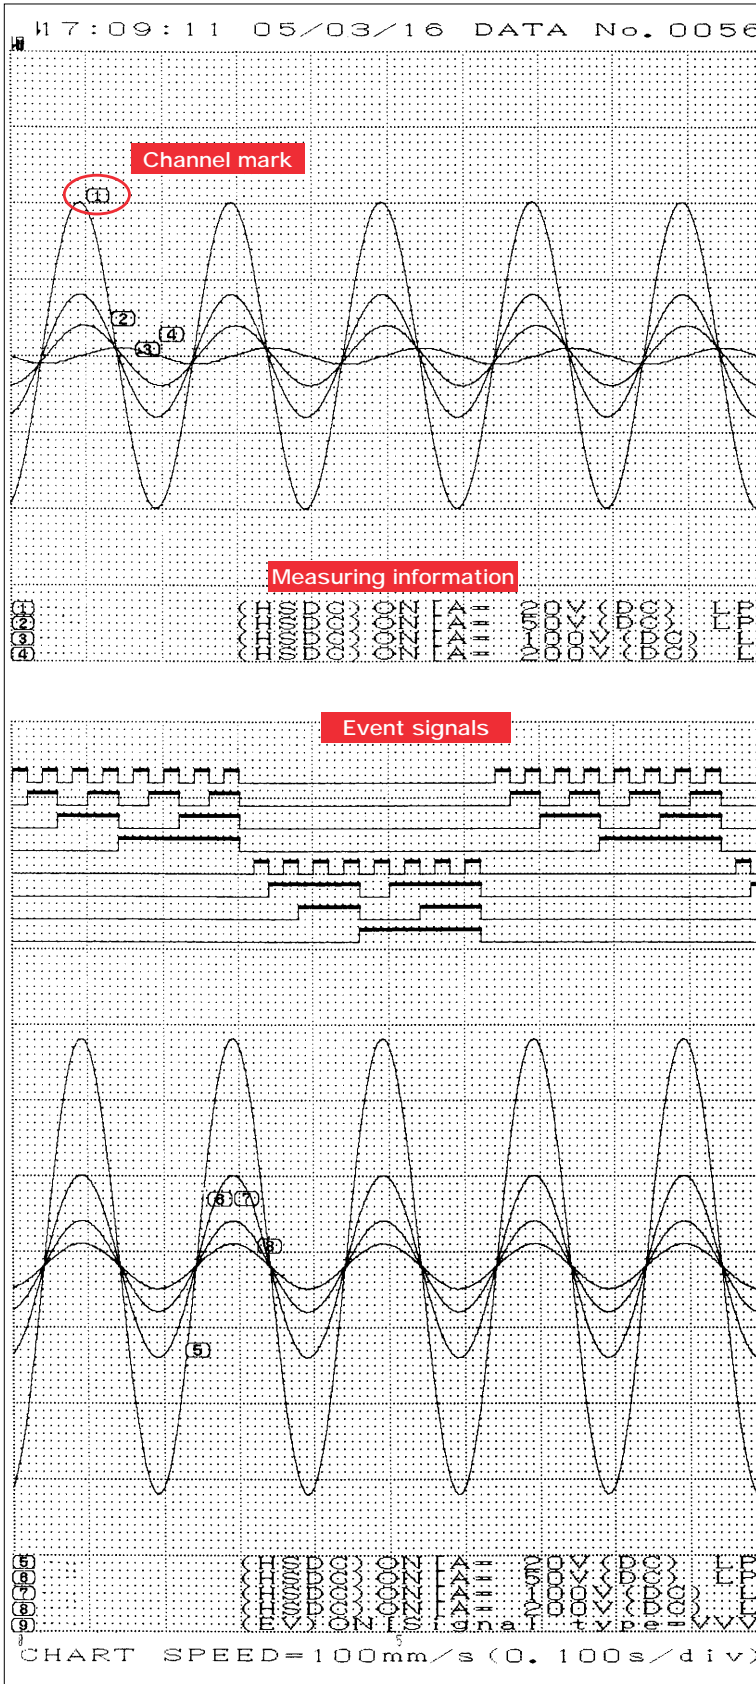 17:09:11 05/03/16 DATA No.0056
Channel mark
1
2
4
3
Measuring information
1 (HSDC) ON [A= 20V(DC) LP
2 (HSDC) ON [A= 50V(DC) LP
3 (HSDC) ON [A= 100V(DC) L
4 (HSDC) ON [A= 200V(DC) L
Event signals
6 7
8
5
5 (HSDC) ON [A= 20V(DC) LP
6 (HSDC) ON [A= 50V(DC) LP
7 (HSDC) ON [A= 100V(DC) L
8 (HSDC) ON [A= 200V(DC) L
9 (EV) ON [Signal type=VVV
0 5
CHART SPEED=100mm/s(0.100s/div)